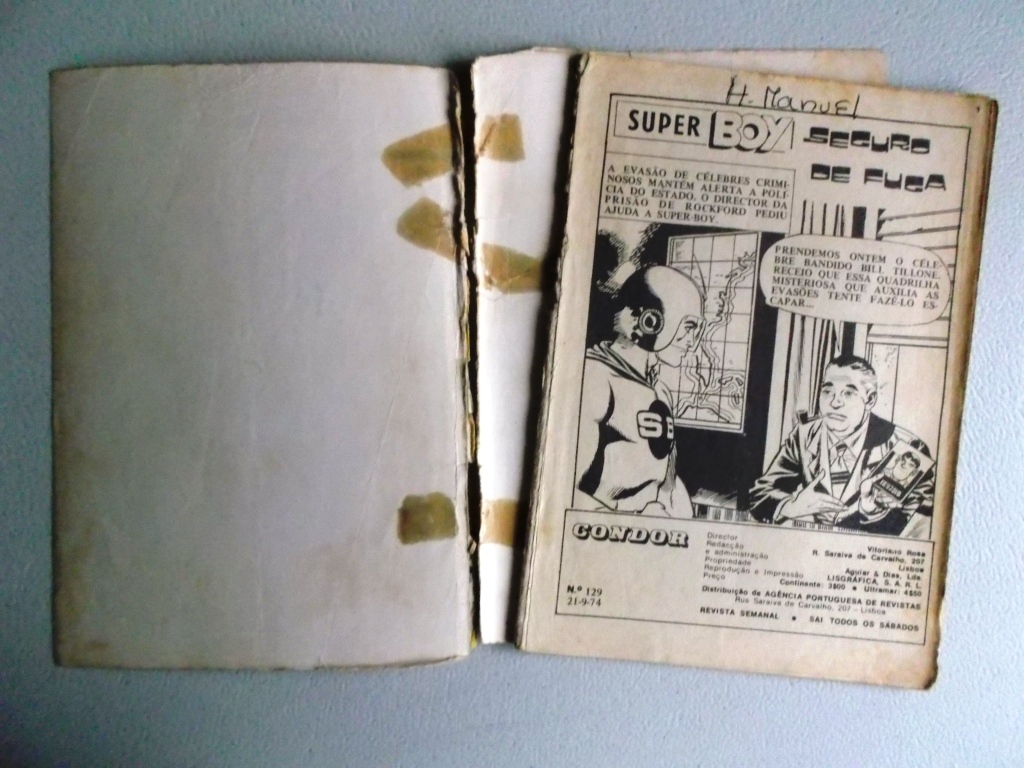 H. Manuel
SUPER BOY
SEGURO
DE FUGA
A EVASÃO DE CÉLEBRES CRIMI-
NOSOS MANTÉM ALERTA A POLÍ-
CIA DO ESTADO. O DIRECTOR DA
PRISÃO DE ROCKFORD PEDIU
AJUDA A SUPER-BOY.
PRENDEMOS ONTEM O CÉLE-
BRE BANDIDO BILL TILLONE.
RECEIO QUE ESSA QUADRILHA
MISTERIOSA QUE AUXILIA AS
EVASÕES TENTE FAZÊ-LO ES-
CAPAR...
SB
CONDOR
N.º 129
21-9-74
Director Vitoriano Rosa
Redacção
e administração R. Saraiva de Carvalho, 207
Lisboa
Propriedade Aguiar & Dias, Lda.
Reprodução e Impressão LISGRÁFICA, S. A. R. L.
Preço Continente: 3$00 • Ultramar: 4$50
Distribuição da AGÊNCIA PORTUGUESA DE REVISTAS
Rua Saraiva de Carvalho, 207 — Lisboa
REVISTA SEMANAL • SAI TODOS OS SÁBADOS